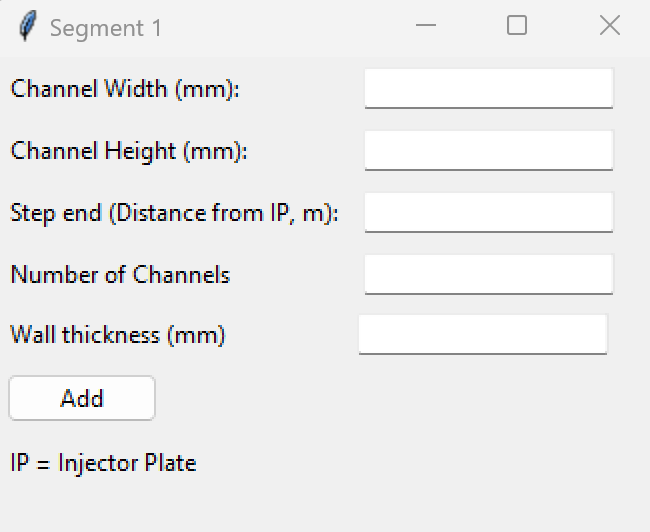 Segment 1
Channel Width (mm):
Channel Height (mm):
Step end (Distance from IP, m):
Number of Channels
Wall thickness (mm)
Add
IP = Injector Plate